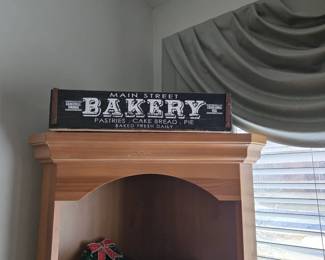 MAIN STREET
BAKERY
PASTRIES . CAKE BREAD . PIE
BAKED FRESH DAILY